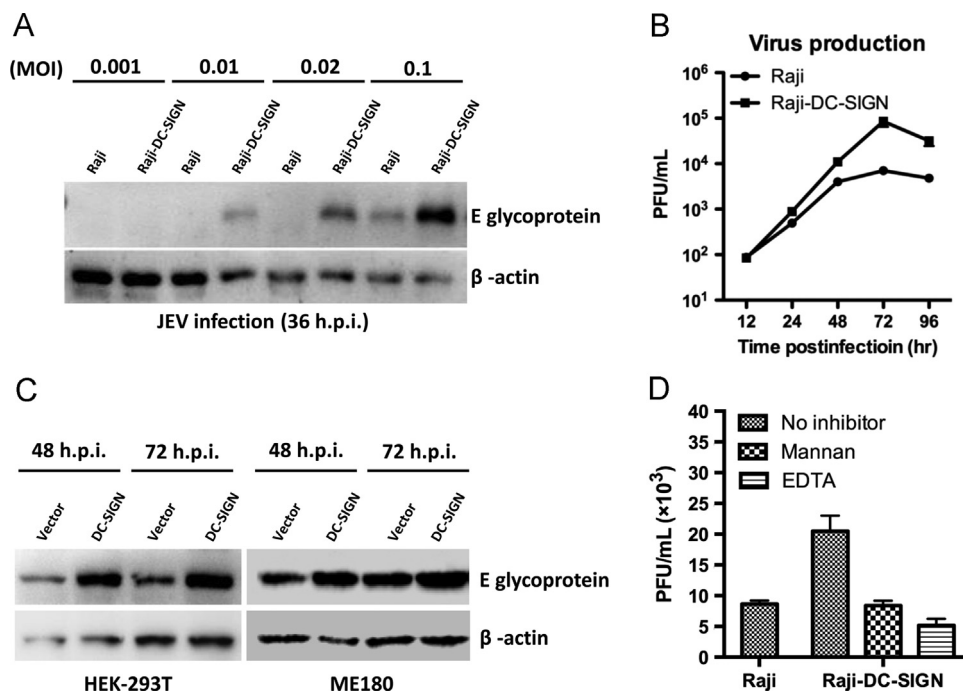 A
(MOI) 0.001 0.01 0.02 0.1
Raji Raji-DC-SIGN Raji Raji-DC-SIGN Raji Raji-DC-SIGN Raji Raji-DC-SIGN
E glycoprotein
β -actin
JEV infection (36 h.p.i.)
B
Virus production
Raji
Raji-DC-SIGN
10⁶
10⁵
10⁴
10³
10²
10¹
PFU/mL
12 24 48 72 96
Time postinfectioin (hr)
C
48 h.p.i. 72 h.p.i. 48 h.p.i. 72 h.p.i.
Vector DC-SIGN Vector DC-SIGN Vector DC-SIGN Vector DC-SIGN
E glycoprotein
β -actin
HEK-293T ME180
D
No inhibitor
Mannan
EDTA
40
35
30
25
20
15
10
5
0
PFU/mL (×10³)
Raji Raji-DC-SIGN